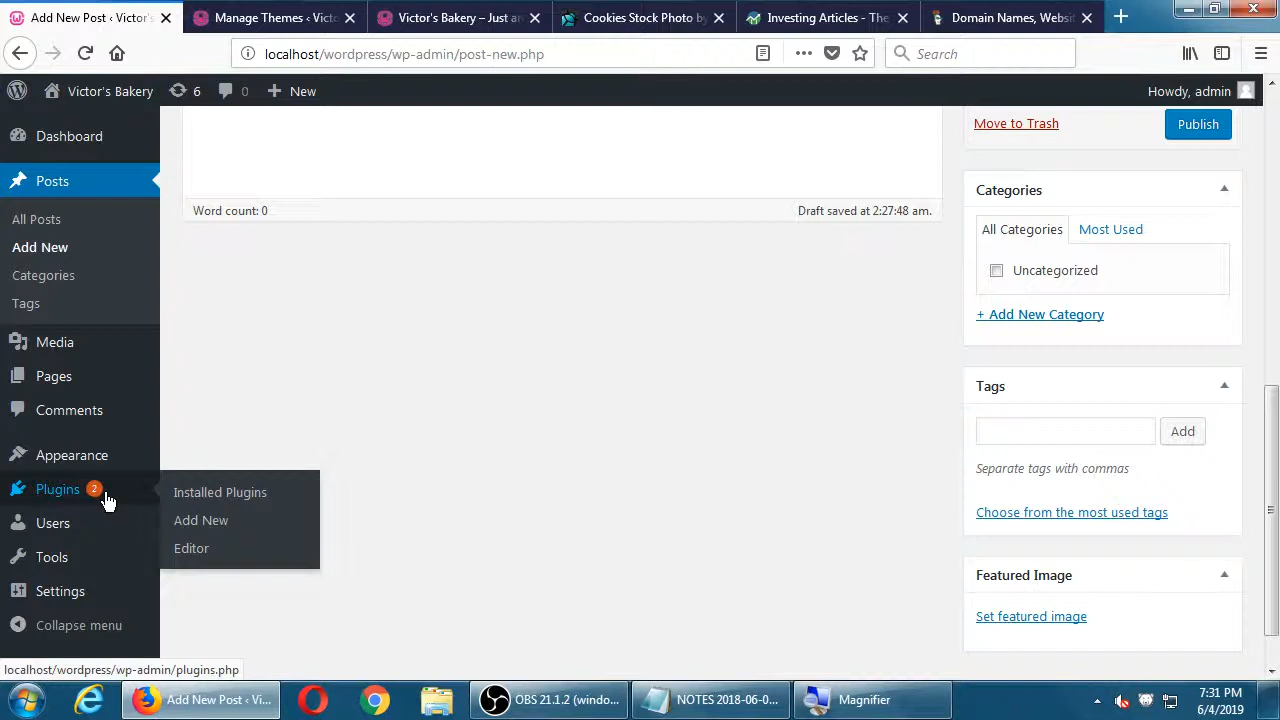 Add New Post ‹ Vi
Manage Themes ‹ Victo
Victor's Bakery – Just an
Cookies Stock Photo by
Investing Articles - The
Domain Names, Websit
localhost/wordpress/wp-admin/post-new.php
Search
Victor's Bakery
6
0
New
Howdy, admin
Dashboard
Posts
All Posts
Add New
Categories
Tags
Media
Pages
Comments
Appearance
Plugins 2
Users
Tools
Settings
Collapse menu
Installed Plugins
Add New
Editor
Word count: 0
Draft saved at 2:27:48 am.
Move to Trash
Publish
Categories
All Categories
Most Used
Uncategorized
+ Add New Category
Tags
Add
Separate tags with commas
Choose from the most used tags
Featured Image
Set featured image
localhost/wordpress/wp-admin/plugins.php
Add New Post ‹ Vi...
OBS 21.1.2 (windo...
NOTES 2018-06-0...
Magnifier
7:31 PM
6/4/2019